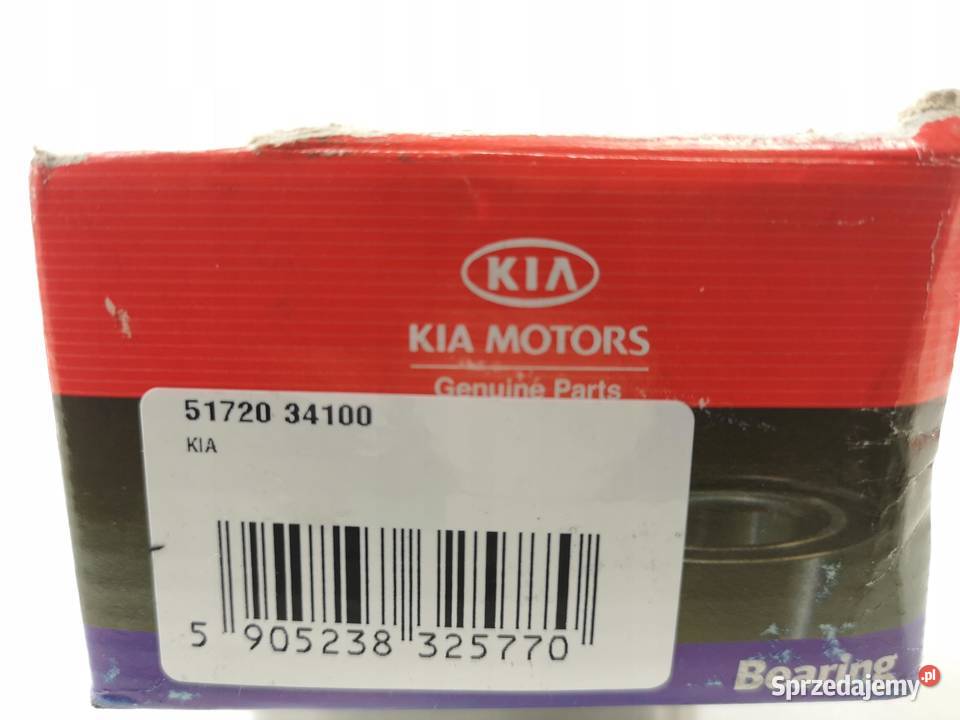 KIA
KIA MOTORS
Genuine Parts
51720 34100
KIA
5 905238 325770
Bearing
Sprzedajemy.pl